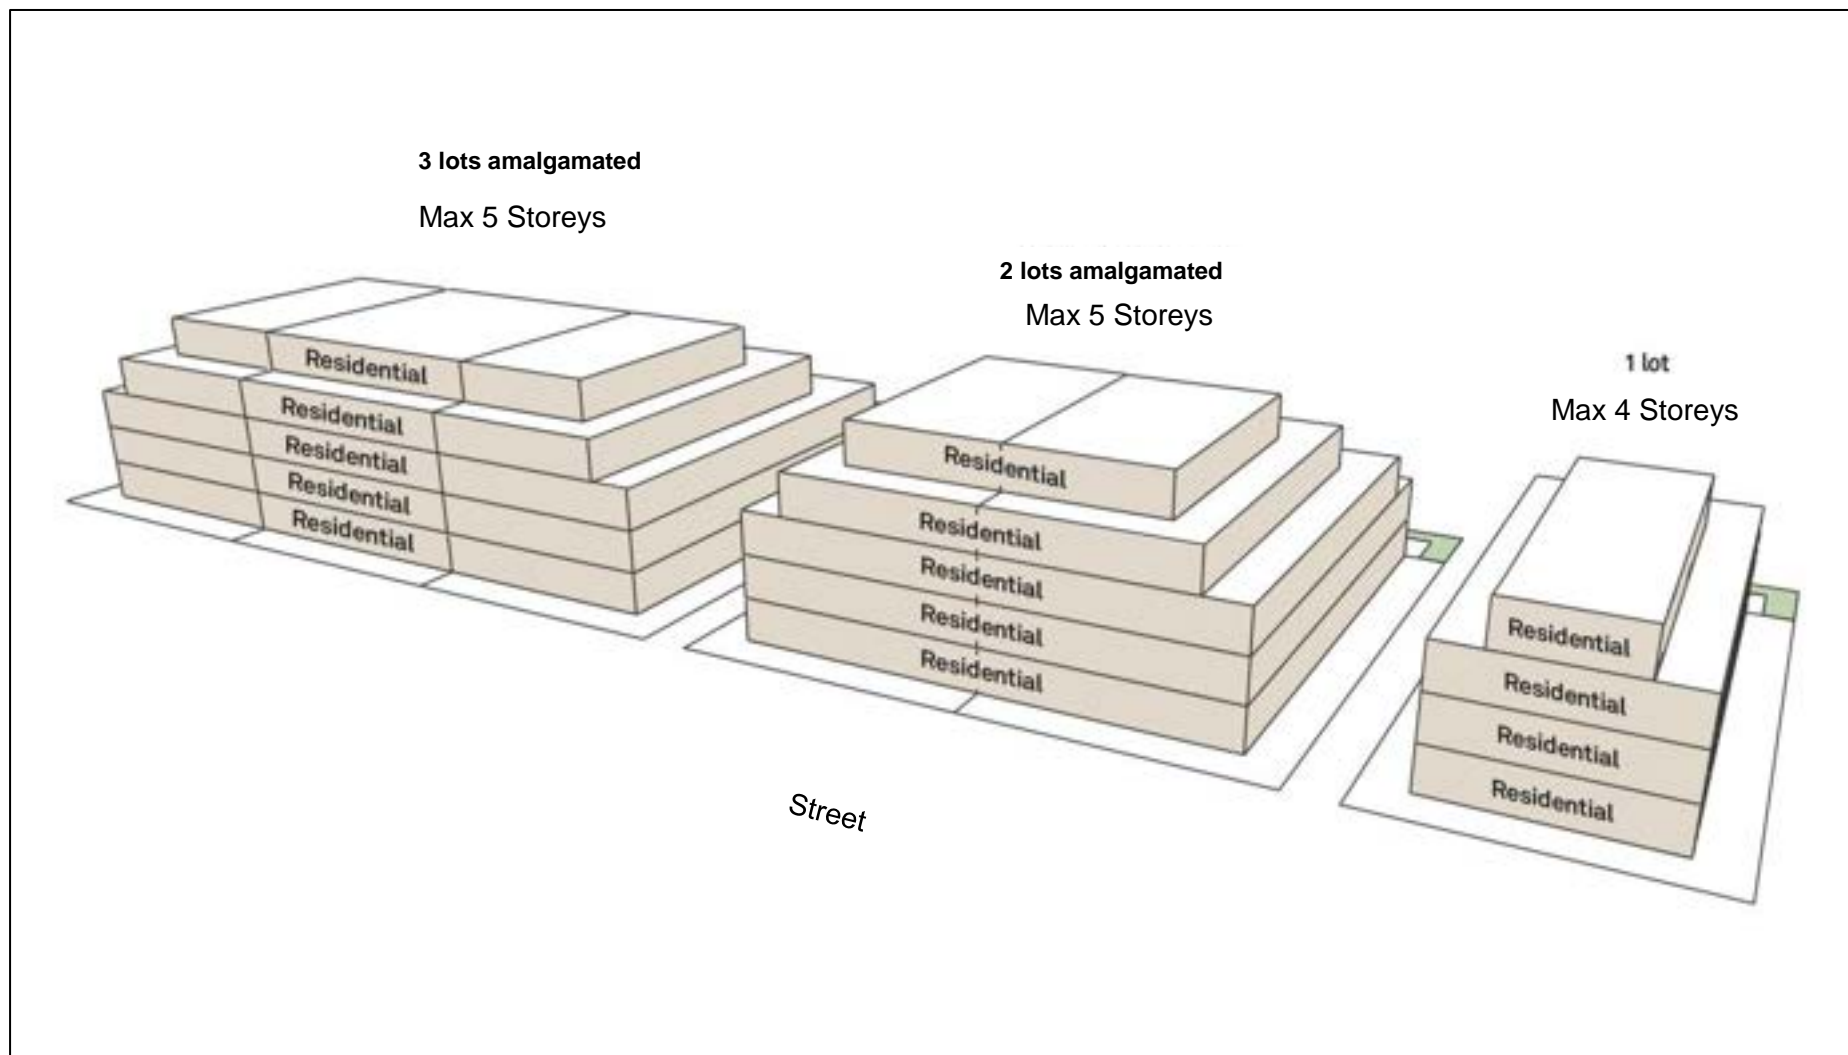 3 lots amalgamated
Max 5 Storeys
2 lots amalgamated
Max 5 Storeys
1 lot
Max 4 Storeys
Residential
Residential
Residential
Residential
Residential
Residential
Residential
Residential
Residential
Residential
Residential
Residential
Residential
Residential
Street